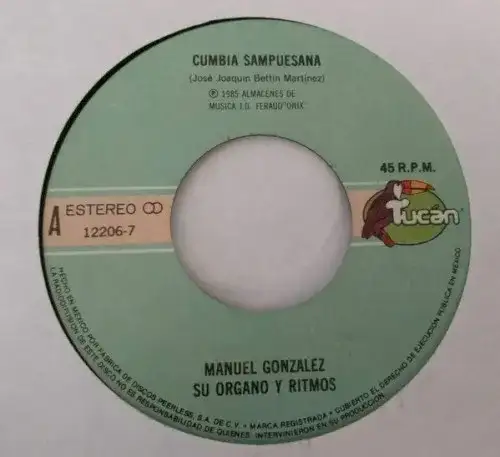 CUMBIA SAMPUESANA
(José Joaquín Bettín Martínez)
Ⓟ 1985 ALMACENES DE
MUSICA J.D. FERAUD"ONIX"
45 R.P.M.
A ESTEREO
12206-7
Tucan
MANUEL GONZALEZ
SU ORGANO Y RITMOS
HECHO EN MEXICO POR FABRICA DE DISCOS PEERLESS, S.A. DE C.V. • MARCA REGISTRADA • CUBIERTO EL DERECHO DE EJECUCION PUBLICA EN MEXICO
LA RADIODIFUSION DE ESTE DISCO NO ES RESPONSABILIDAD DE QUIENES INTERVINIERON EN SU PRODUCCION.